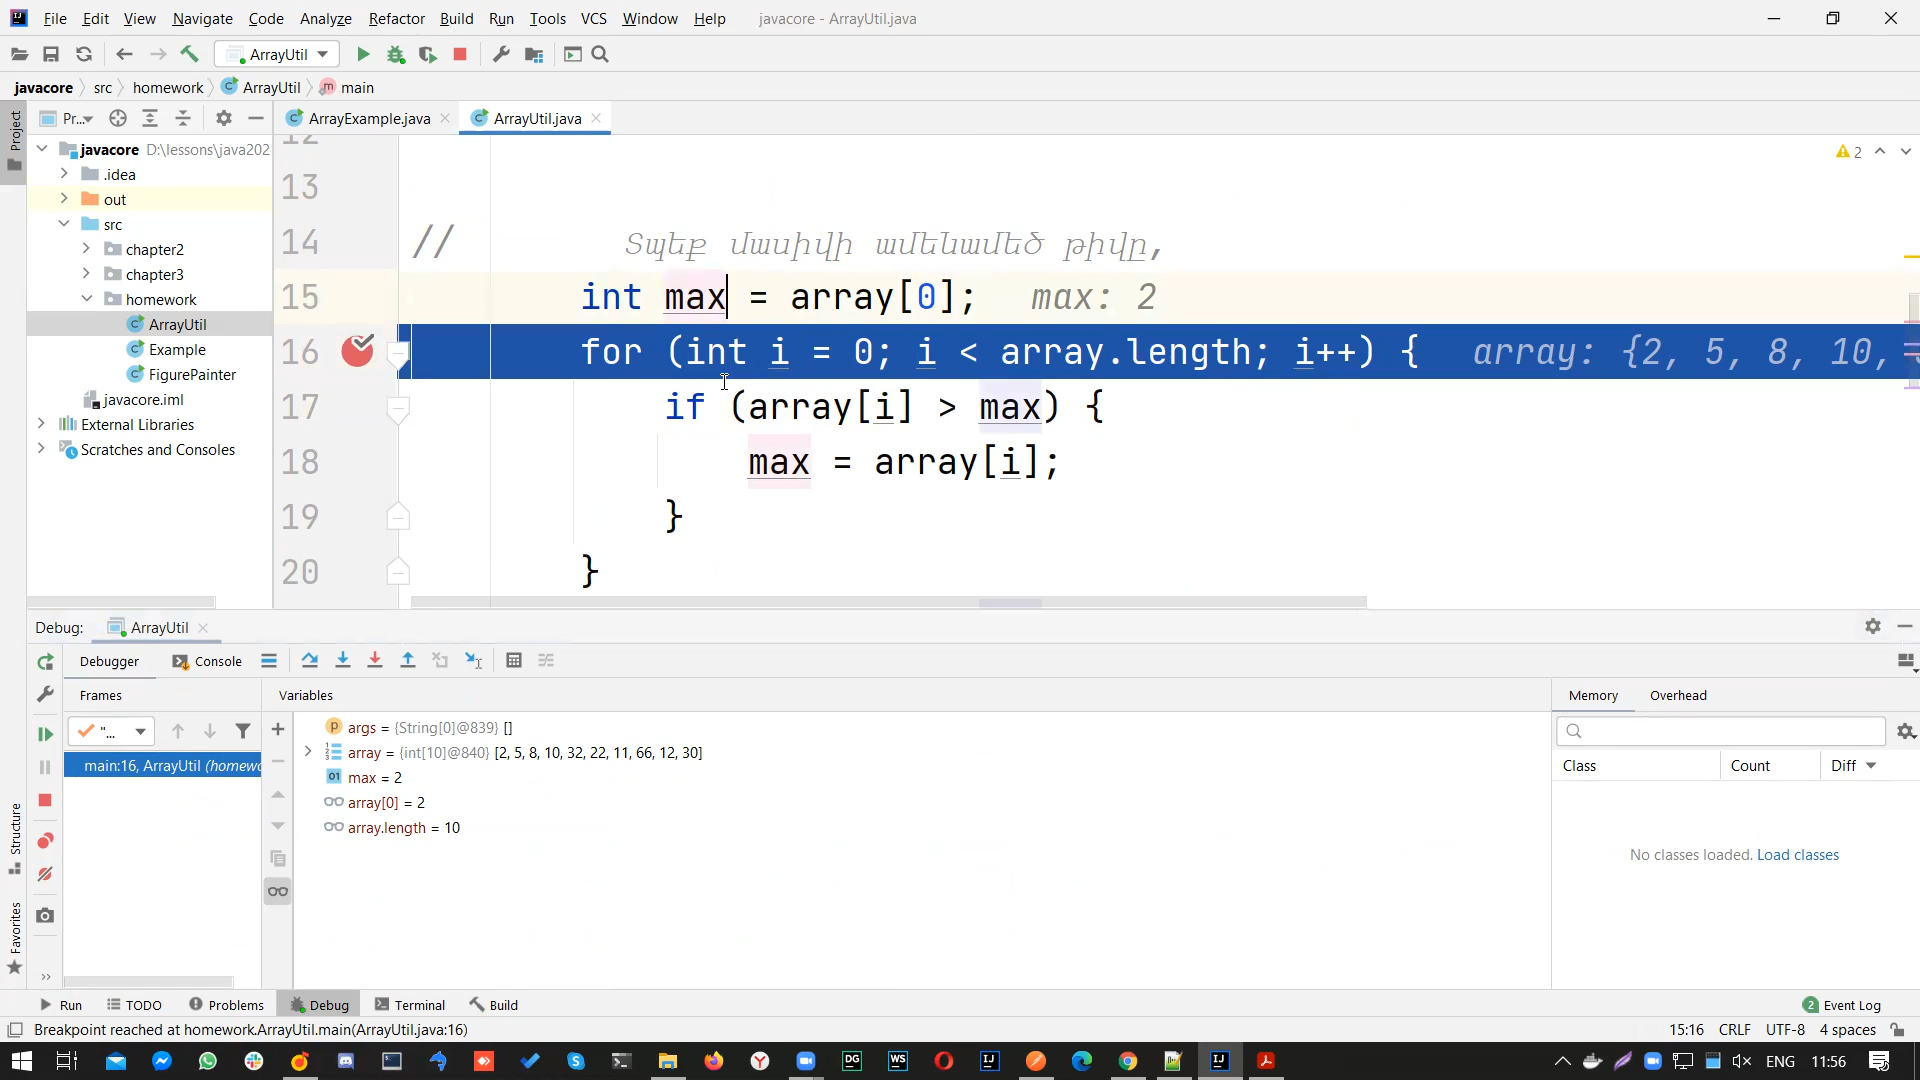 File Edit View Navigate Code Analyze Refactor Build Run Tools VCS Window Help javacore - ArrayUtil.java
ArrayUtil
javacore src homework ArrayUtil main
Project
Pr...
ArrayExample.java ArrayUtil.java
javacore D:\lessons\java202
.idea
out
src
chapter2
chapter3
homework
ArrayUtil
Example
FigurePainter
javacore.iml
External Libraries
Scratches and Consoles
2
12
13
14 // Տպեք մասիվի ամենամեծ թիվը,
15 int max = array[0]; max: 2
16 for (int i = 0; i < array.length; i++) { array: {2, 5, 8, 10,
17 if (array[i] > max) {
18 max = array[i];
19 }
20 }
Debug: ArrayUtil
Debugger Console
Frames Variables
Memory Overhead
"...
main:16, ArrayUtil (homewo
args = {String[0]@839} []
array = {int[10]@840} [2, 5, 8, 10, 32, 22, 11, 66, 12, 30]
max = 2
array[0] = 2
array.length = 10
Class Count Diff
No classes loaded. Load classes
Structure
Favorites
Run TODO Problems Debug Terminal Build 2 Event Log
Breakpoint reached at homework.ArrayUtil.main(ArrayUtil.java:16) 15:16 CRLF UTF-8 4 spaces
ENG 11:56